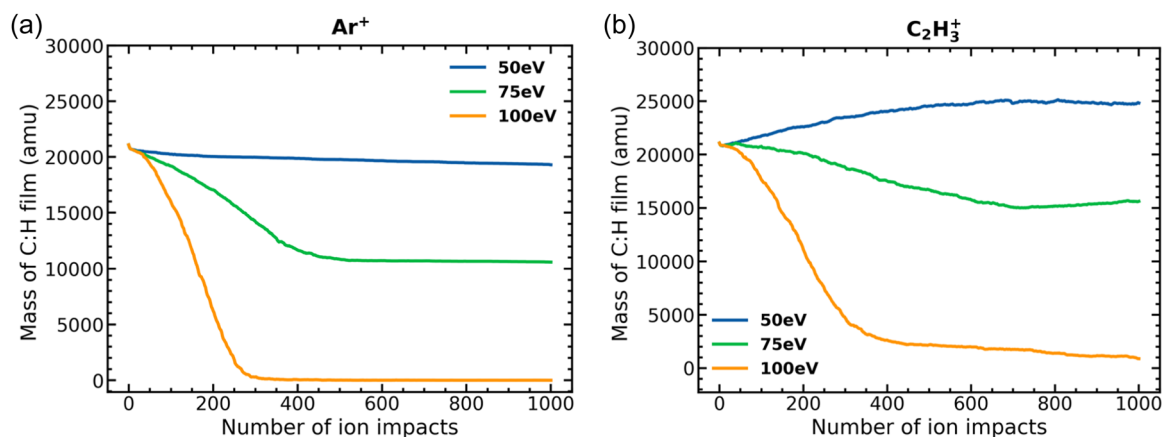 (a)
Ar⁺
30000
25000
20000
15000
10000
5000
0
Mass of C:H film (amu)
50eV
75eV
100eV
0 200 400 600 800 1000
Number of ion impacts
(b)
C₂H₃⁺
30000
25000
20000
15000
10000
5000
0
Mass of C:H film (amu)
50eV
75eV
100eV
0 200 400 600 800 1000
Number of ion impacts